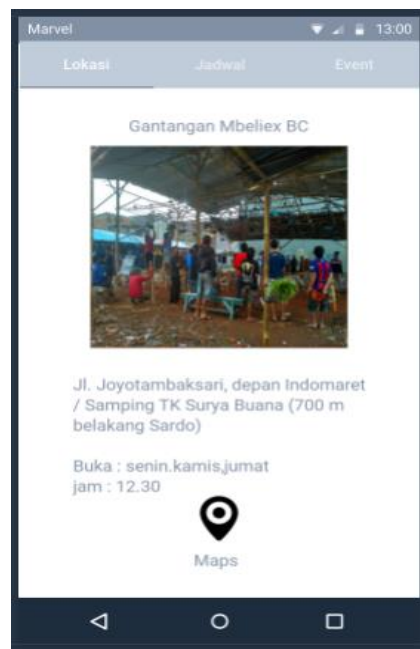 Marvel 13:00
Lokasi Jadwal Event
Gantangan Mbeliex BC
Jl. Joyotambaksari, depan Indomaret
/ Samping TK Surya Buana (700 m
belakang Sardo)
Buka : senin.kamis,jumat
jam : 12.30
Maps